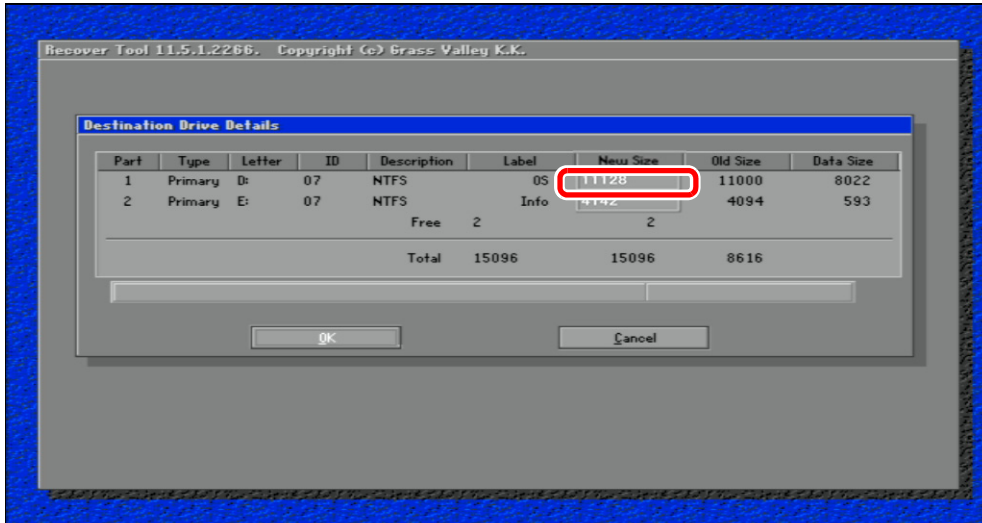 Recover Tool 11.5.1.2266. Copyright (c) Grass Valley K.K.
Destination Drive Details
Part Type Letter ID Description Label New Size Old Size Data Size
1 Primary D: 07 NTFS OS 11128 11000 8022
2 Primary E: 07 NTFS Info 4142 4094 593
Free 2 2
Total 15096 15096 8616
OK Cancel